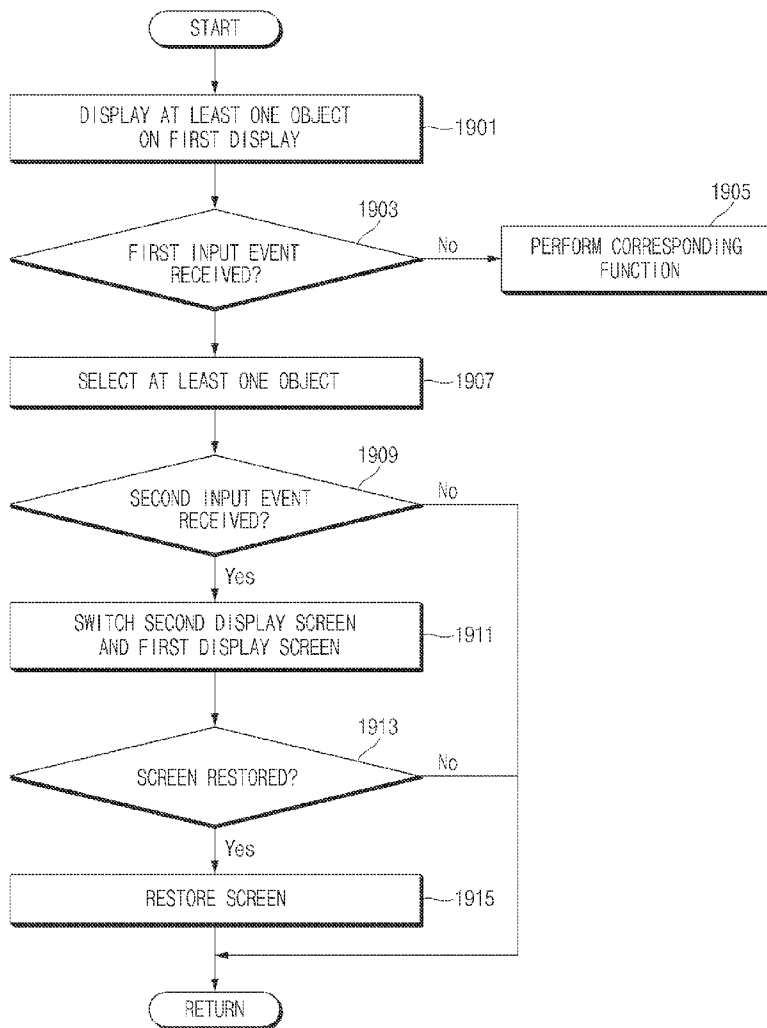 START
DISPLAY AT LEAST ONE OBJECT
ON FIRST DISPLAY
1901
1903
FIRST INPUT EVENT
RECEIVED?
No
1905
PERFORM CORRESPONDING
FUNCTION
SELECT AT LEAST ONE OBJECT
1907
1909
SECOND INPUT EVENT
RECEIVED?
No
Yes
SWITCH SECOND DISPLAY SCREEN
AND FIRST DISPLAY SCREEN
1911
1913
SCREEN RESTORED?
No
Yes
RESTORE SCREEN
1915
RETURN